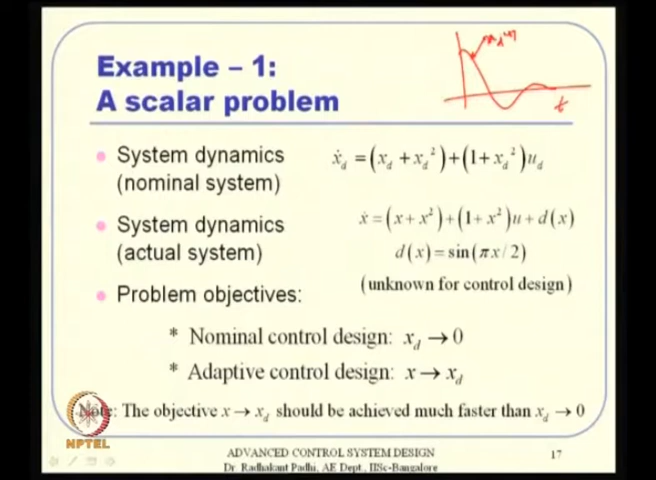 Example – 1:
A scalar problem
x_d(t)
t
System dynamics (nominal system)
ẋ_d = (x_d + x_d²) + (1 + x_d²)u_d
System dynamics (actual system)
ẋ = (x + x²) + (1 + x²)u + d(x)
d(x) = sin(πx/2)
(unknown for control design)
Problem objectives:
* Nominal control design: x_d → 0
* Adaptive control design: x → x_d
Note: The objective x → x_d should be achieved much faster than x_d → 0
NPTEL
ADVANCED CONTROL SYSTEM DESIGN
Dr. Radhakant Padhi, AE Dept., IISc-Bangalore
17